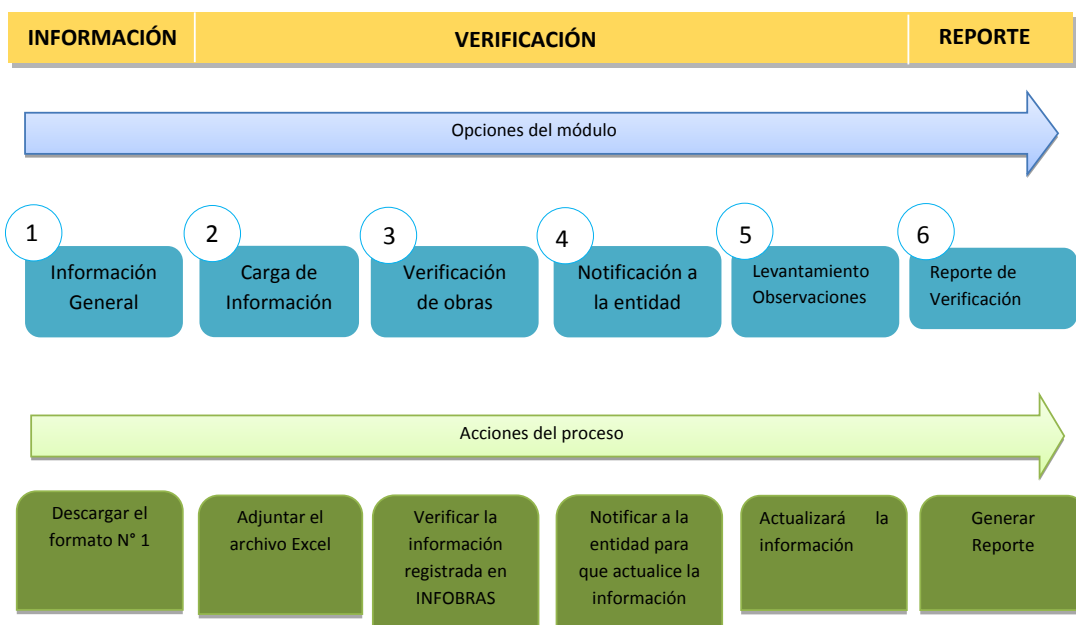 INFORMACIÓN
VERIFICACIÓN
REPORTE
Opciones del módulo
1
Información
General
2
Carga de
Información
3
Verificación
de obras
4
Notificación a
la entidad
5
Levantamiento
Observaciones
6
Reporte de
Verificación
Acciones del proceso
Descargar el
formato N° 1
Adjuntar el
archivo Excel
Verificar la
información
registrada en
INFOBRAS
Notificar a la
entidad para
que actualice la
información
Actualizará la
información
Generar
Reporte